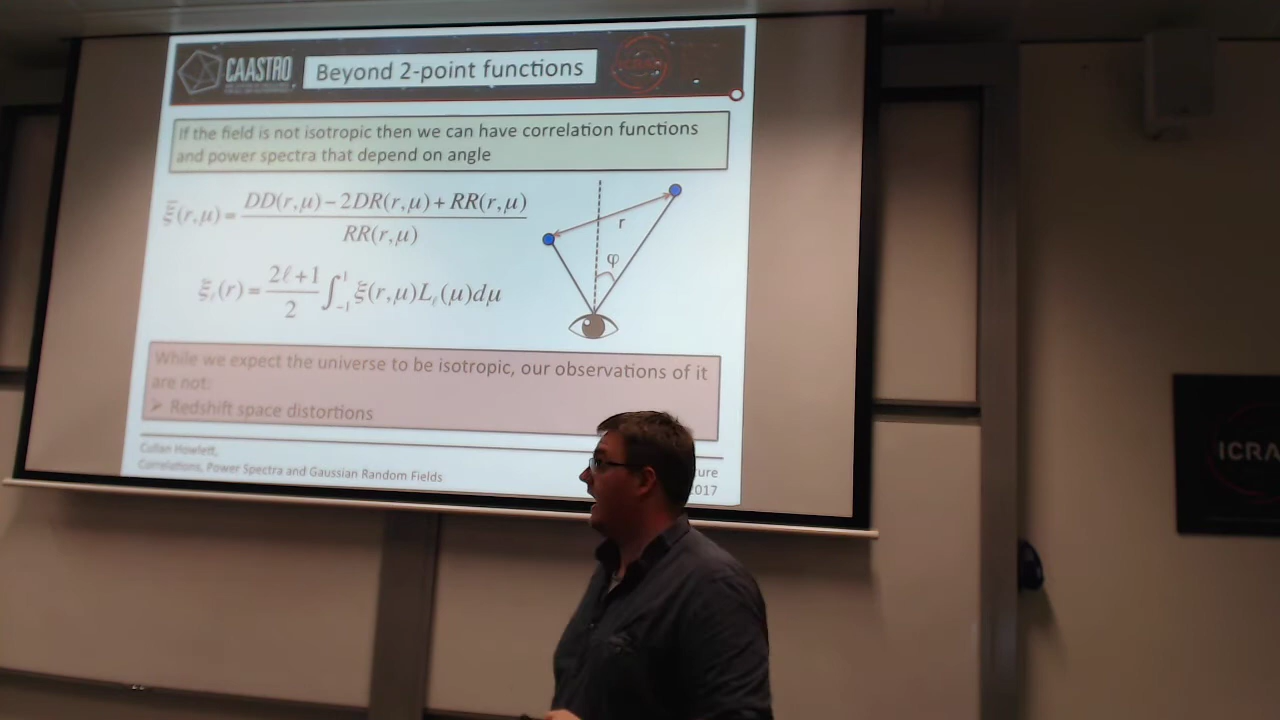 CAASTRO
Beyond 2-point functions
ICRAR
If the field is not isotropic then we can have correlation functions
and power spectra that depend on angle
ξ̄(r,μ) = DD(r,μ) − 2DR(r,μ) + RR(r,μ)
RR(r,μ)
r
φ
ξ̄ℓ(r) = 2ℓ+1
2 ∫₋₁¹ ξ(r,μ)Lℓ(μ)dμ
While we expect the universe to be isotropic, our observations of it
are not:
➢ Redshift space distortions
Cullan Howlett,
Correlations, Power Spectra and Gaussian Random Fields
ure
2017
ICRA